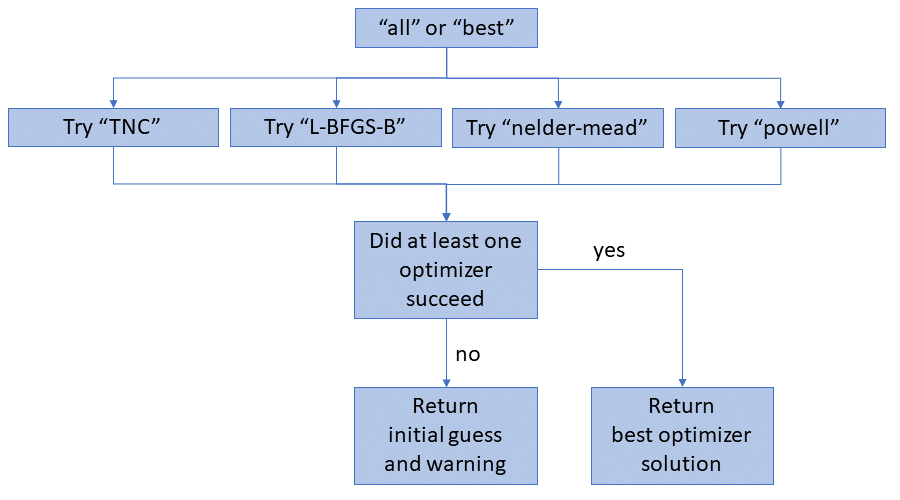 “all” or “best”
Try “TNC”
Try “L-BFGS-B”
Try “nelder-mead”
Try “powell”
Did at least one
optimizer
succeed
yes
no
Return
initial guess
and warning
Return
best optimizer
solution